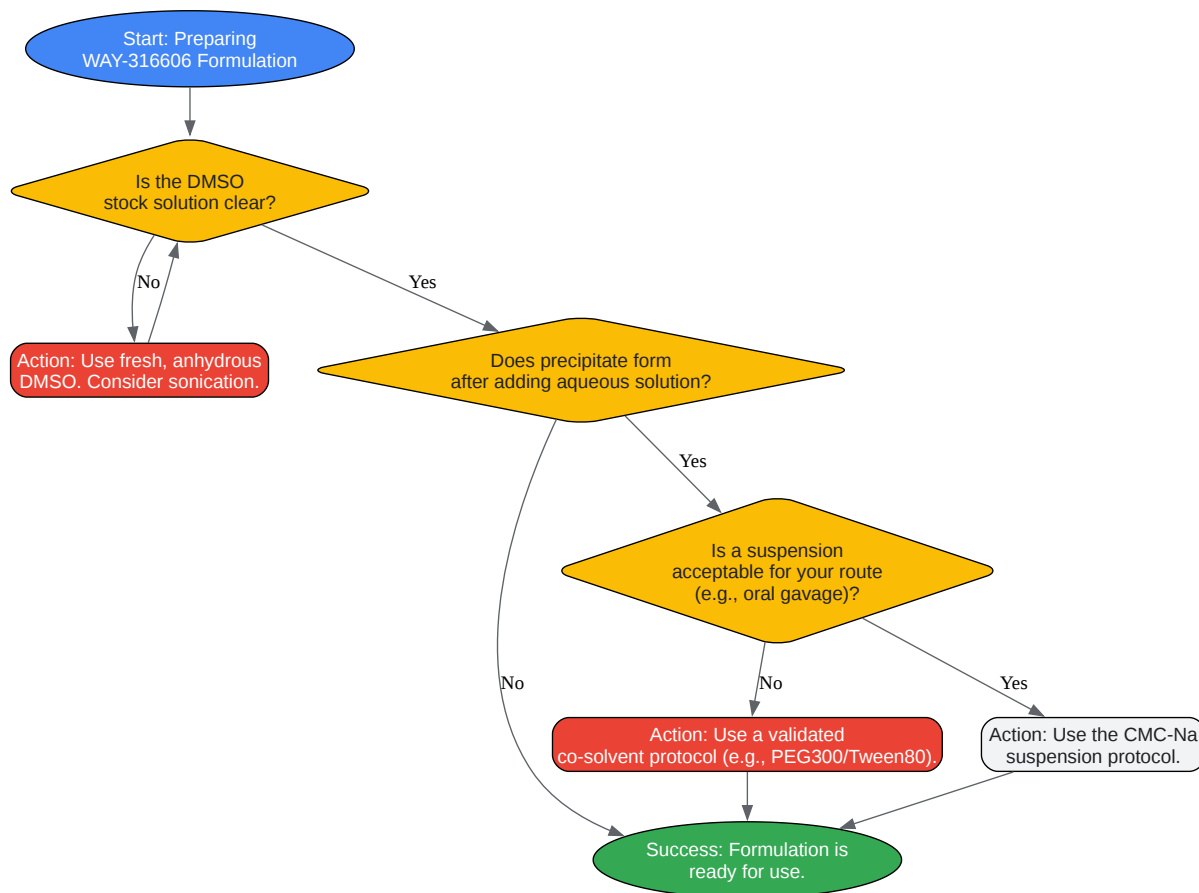 Start: Preparing
WAY-316606 Formulation
Is the DMSO
stock solution clear?
No
Yes
Action: Use fresh, anhydrous
DMSO. Consider sonication.
Does precipitate form
after adding aqueous solution?
Yes
Is a suspension
acceptable for your route
(e.g., oral gavage)?
No
No
Yes
Action: Use a validated
co-solvent protocol (e.g., PEG300/Tween80).
Action: Use the CMC-Na
suspension protocol.
Success: Formulation is
ready for use.